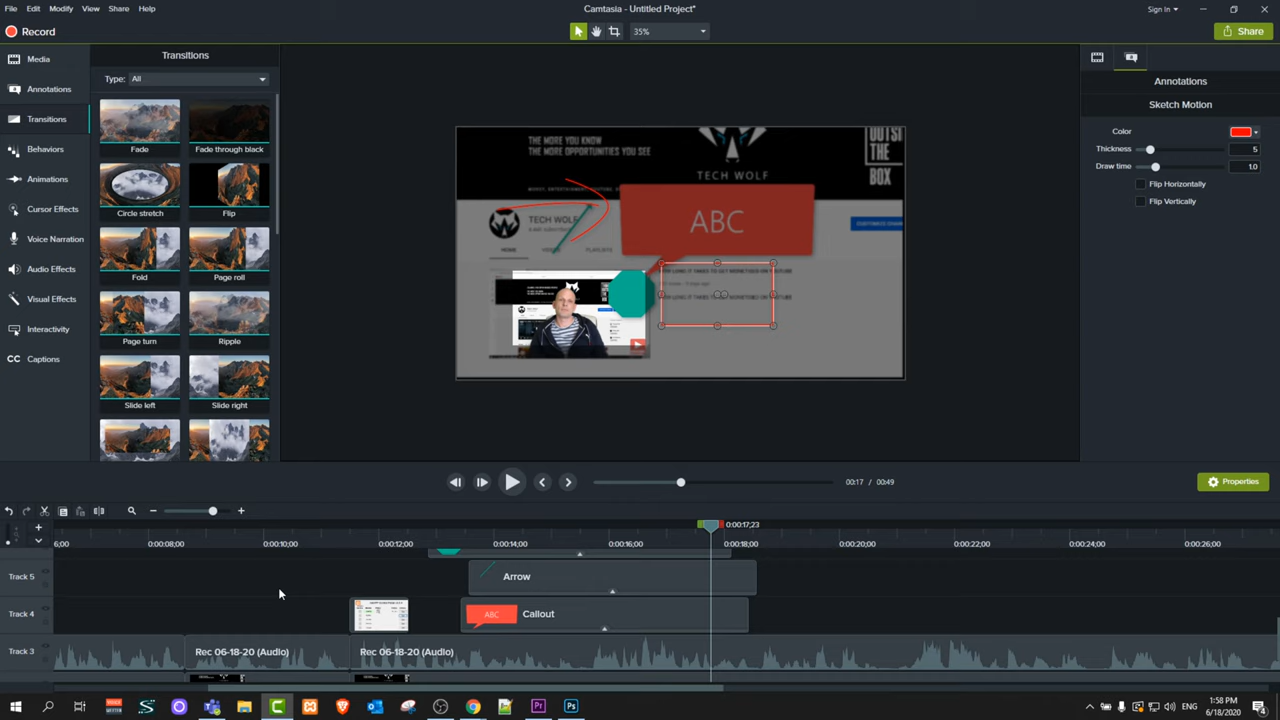 File Edit Modify View Share Help
Camtasia - Untitled Project*
Sign In
Record
35%
Share
Media
Annotations
Transitions
Behaviors
Animations
Cursor Effects
Voice Narration
Audio Effects
Visual Effects
Interactivity
CC Captions
Transitions
Type: All
Fade
Fade through black
Circle stretch
Flip
Fold
Page roll
Page turn
Ripple
Slide left
Slide right
THE MORE YOU KNOW
THE MORE OPPORTUNITIES YOU SEE
TECH WOLF
OUTSIDE
THE
BOX
TECH WOLF
HOME
PLAYLISTS
ABC
Annotations
Sketch Motion
Color
Thickness 5
Draw time 1.0
Flip Horizontally
Flip Vertically
00:17 / 00:49
Properties
0:00:17;23
6;00 0:00:08;00 0:00:10;00 0:00:12;00 0:00:14;00 0:00:16;00 0:00:18;00 0:00:20;00 0:00:22;00 0:00:24;00 0:00:26;00
Track 5
Arrow
Track 4
ABC
Callout
Track 3
Rec 06-18-20 (Audio)
Rec 06-18-20 (Audio)
1:58 PM
6/18/2020